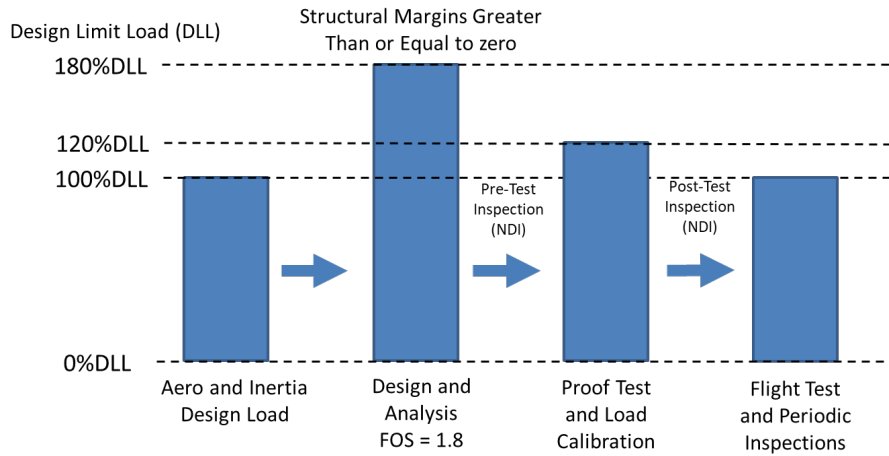 Design Limit Load (DLL)
Structural Margins Greater
Than or Equal to zero
180%DLL
120%DLL
100%DLL
0%DLL
Pre-Test
Inspection
(NDI)
Post-Test
Inspection
(NDI)
Aero and Inertia
Design Load
Design and
Analysis
FOS = 1.8
Proof Test
and Load
Calibration
Flight Test
and Periodic
Inspections